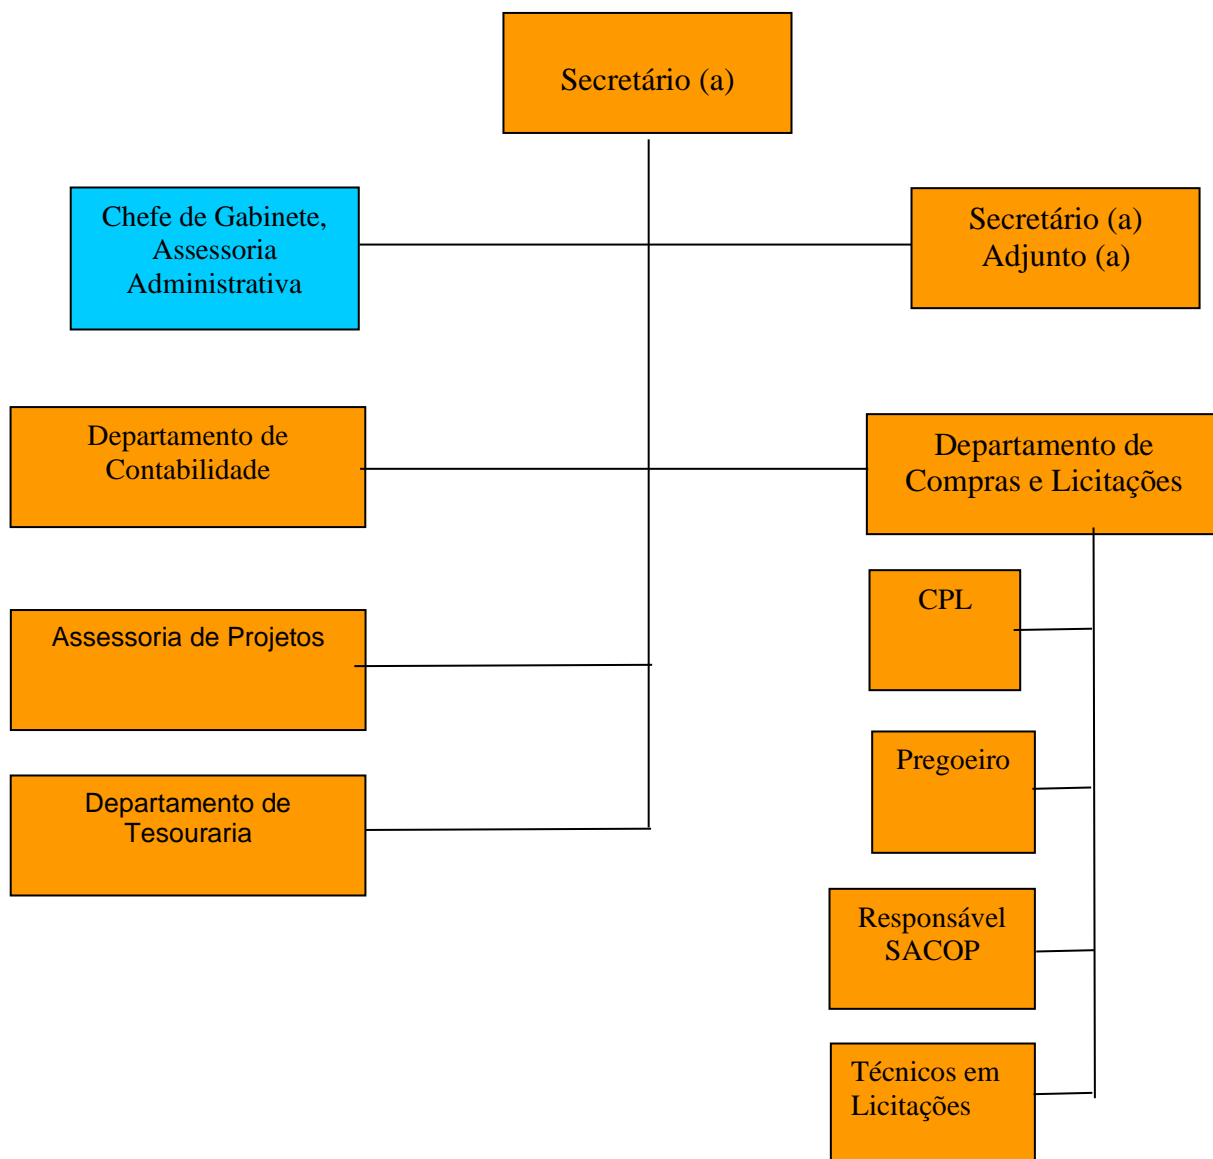 Secretário (a)
Chefe de Gabinete,
Assessoria
Administrativa
Secretário (a)
Adjunto (a)
Departamento de
Contabilidade
Departamento de
Compras e Licitações
CPL
Assessoria de Projetos
Pregoeiro
Departamento de
Tesouraria
Responsável
SACOP
Técnicos em
Licitações